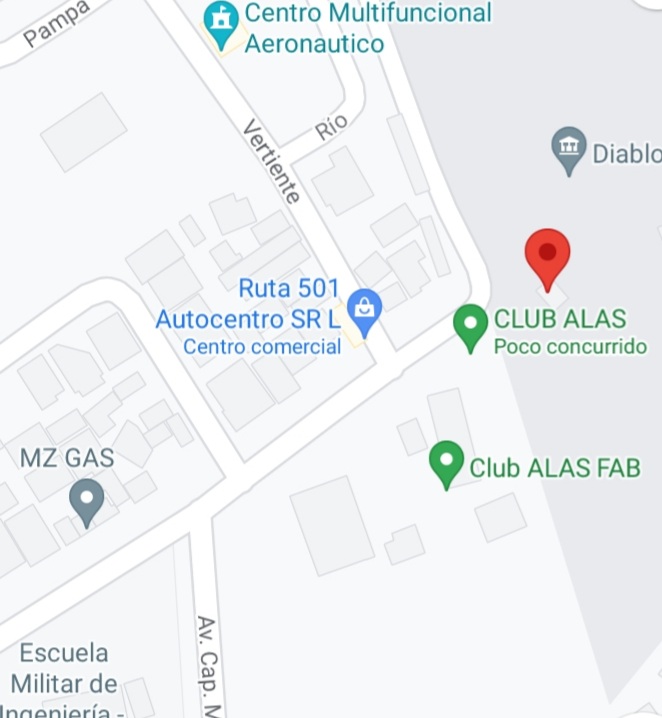 Pampa
Centro Multifuncional
Aeronautico
Río
Vertiente
Diablo
Ruta 501
Autocentro SR L
Centro comercial
CLUB ALAS
Poco concurrido
MZ GAS
Club ALAS FAB
Av. Cap. M
Escuela
Militar de
Ingeniería -